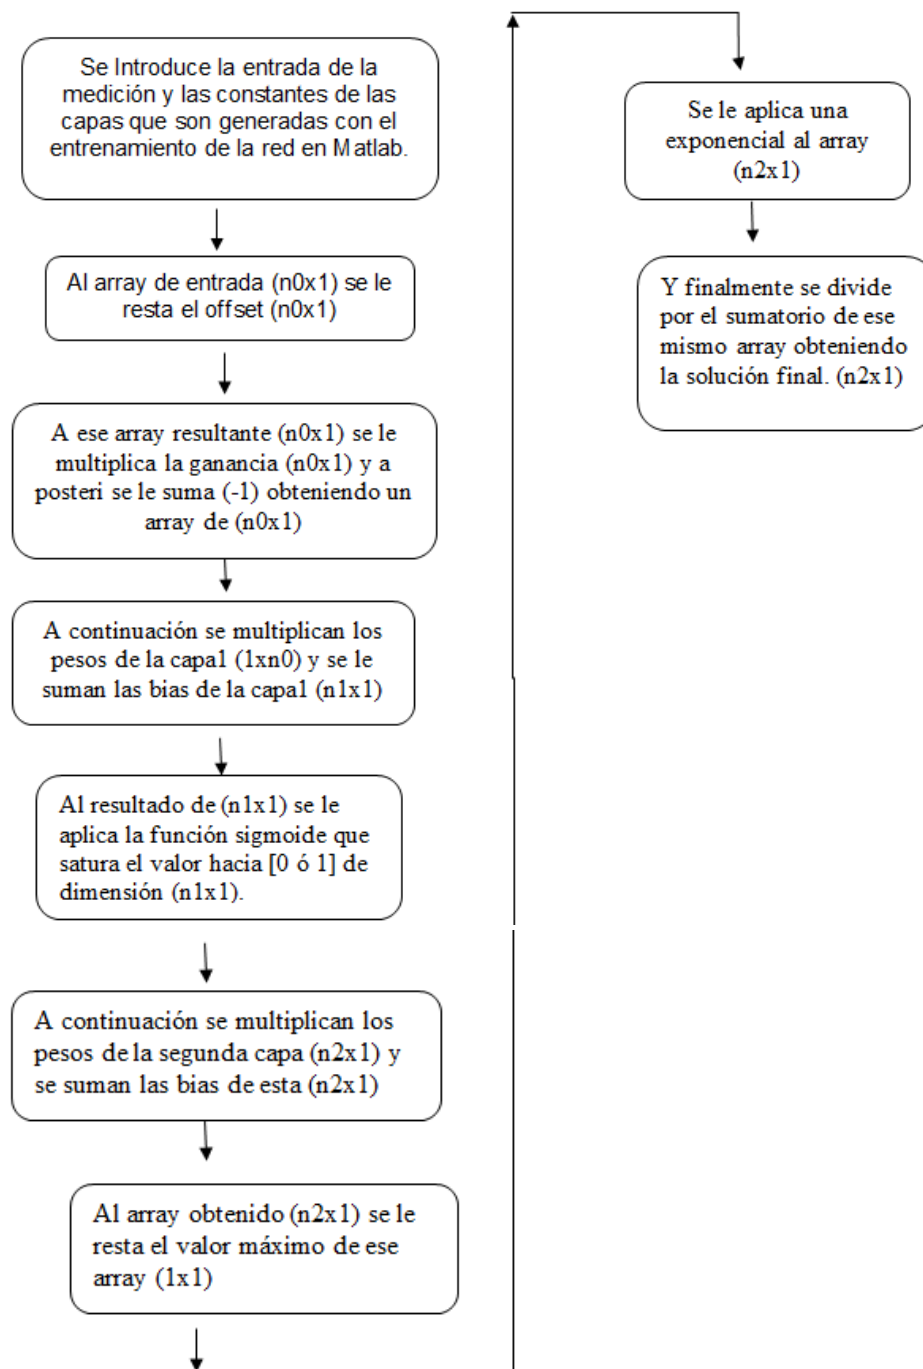 Se Introduce la entrada de la
medición y las constantes de las
capas que son generadas con el
entrenamiento de la red en Matlab.
Al array de entrada (n0x1) se le
resta el offset (n0x1)
A ese array resultante (n0x1) se le
multiplica la ganancia (n0x1) y a
posteri se le suma (-1) obteniendo un
array de (n0x1)
A continuación se multiplican los
pesos de la capa1 (1xn0) y se le
suman las bias de la capa1 (n1x1)
Al resultado de (n1x1) se le
aplica la función sigmoide que
satura el valor hacia [0 ó 1] de
dimensión (n1x1).
A continuación se multiplican los
pesos de la segunda capa (n2x1) y
se suman las bias de esta (n2x1)
Al array obtenido (n2x1) se le
resta el valor máximo de ese
array (1x1)
Se le aplica una
exponencial al array
(n2x1)
Y finalmente se divide
por el sumatorio de ese
mismo array obteniendo
la solución final. (n2x1)